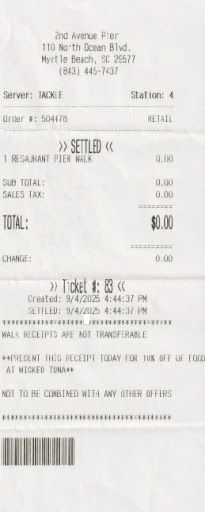 2nd Avenue Pier
110 North Ocean Blvd.
Myrtle Beach, SC 29577
(843) 445-7437
Server: TACKLE Station: 4
Order #: 504478 RETAIL
>> SETTLED <<
1 RESAURANT PIER WALK 0.00
SUB TOTAL: 0.00
SALES TAX: 0.00
=========
TOTAL: $0.00
=========
CHANGE: 0.00
>> Ticket #: 83 <<
Created: 9/4/2025 4:44:37 PM
SETTLED: 9/4/2025 4:44:37 PM
****************************************
WALK RECEIPTS ARE NOT TRANSFERABLE
**PRESENT THIS RECEIPT TODAY FOR 10% OFF OF FOOD
AT WICKED TUNA**
NOT TO BE COMBINED WITH ANY OTHER OFFERS
****************************************